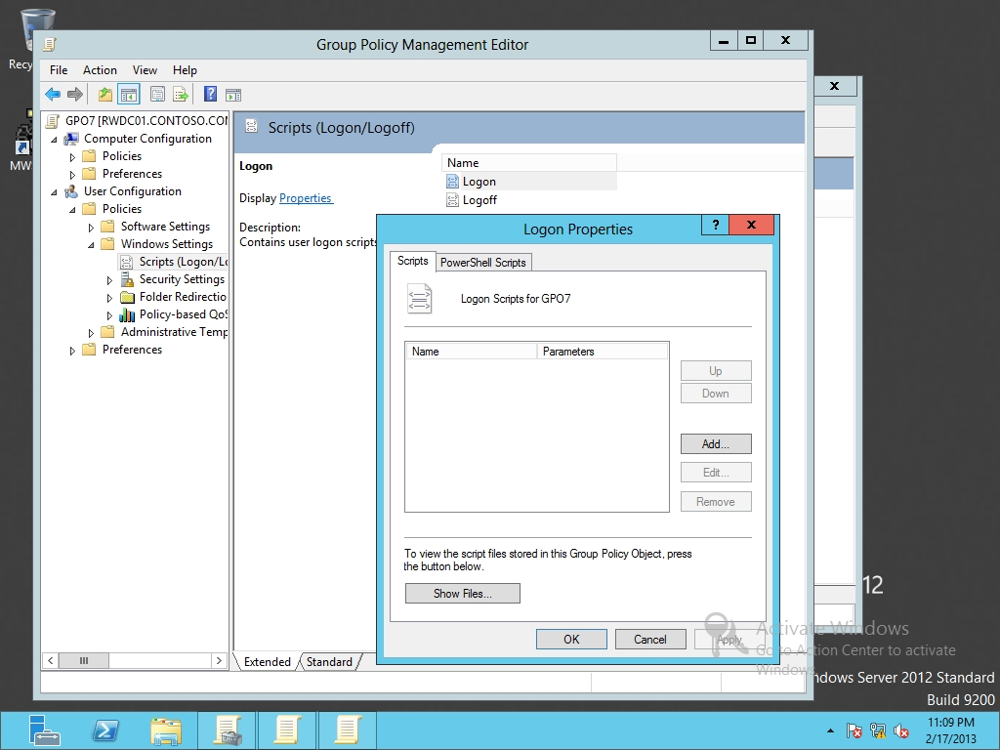 Recy
MW
Group Policy Management Editor
File Action View Help
GPO7 [RWDC01.CONTOSO.COM
Computer Configuration
Policies
Preferences
User Configuration
Policies
Software Settings
Windows Settings
Scripts (Logon/Lo
Security Settings
Folder Redirectio
Policy-based QoS
Administrative Temp
Preferences
Scripts (Logon/Logoff)
Logon
Display Properties
Description:
Contains user logon scripts
Name
Logon
Logoff
Extended
Standard
Logon Properties
Scripts
PowerShell Scripts
Logon Scripts for GPO7
Name
Parameters
Up
Down
Add...
Edit...
Remove
To view the script files stored in this Group Policy Object, press
the button below.
Show Files...
OK
Cancel
Apply
12
Activate Windows
Go to Action Center to activate
Windows.
ndows Server 2012 Standard
Build 9200
11:09 PM
2/17/2013